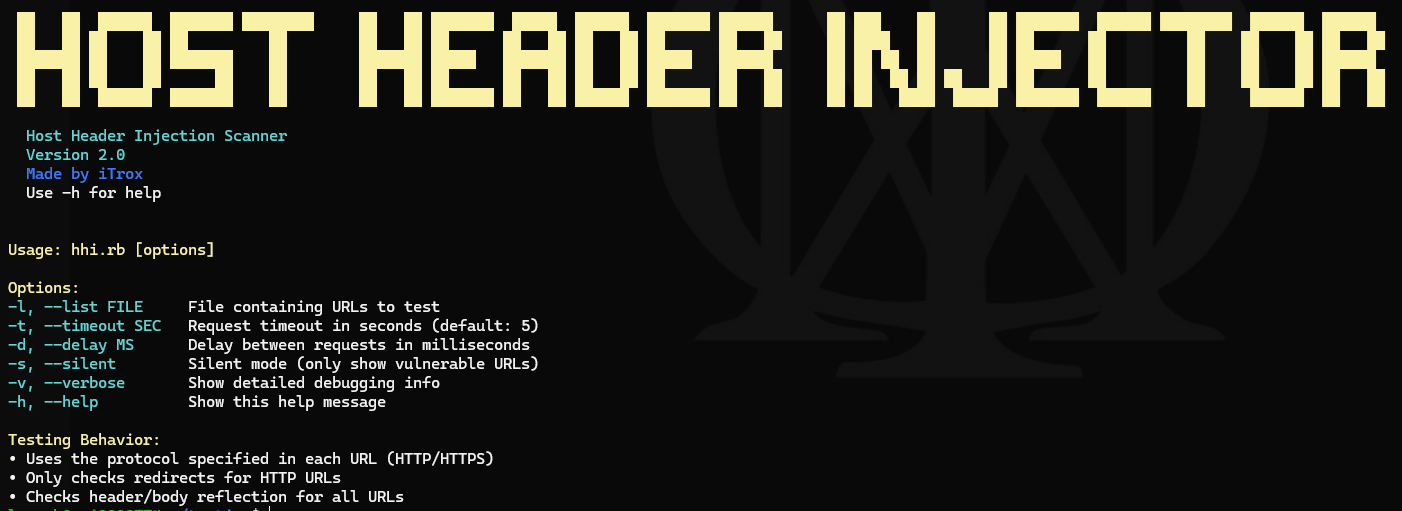 HOST HEADER INJECTOR
Host Header Injection Scanner
Version 2.0
Made by iTrox
Use -h for help
Usage: hhi.rb [options]
Options:
-l, --list FILE     File containing URLs to test
-t, --timeout SEC   Request timeout in seconds (default: 5)
-d, --delay MS      Delay between requests in milliseconds
-s, --silent        Silent mode (only show vulnerable URLs)
-v, --verbose       Show detailed debugging info
-h, --help          Show this help message
Testing Behavior:
• Uses the protocol specified in each URL (HTTP/HTTPS)
• Only checks redirects for HTTP URLs
• Checks header/body reflection for all URLs